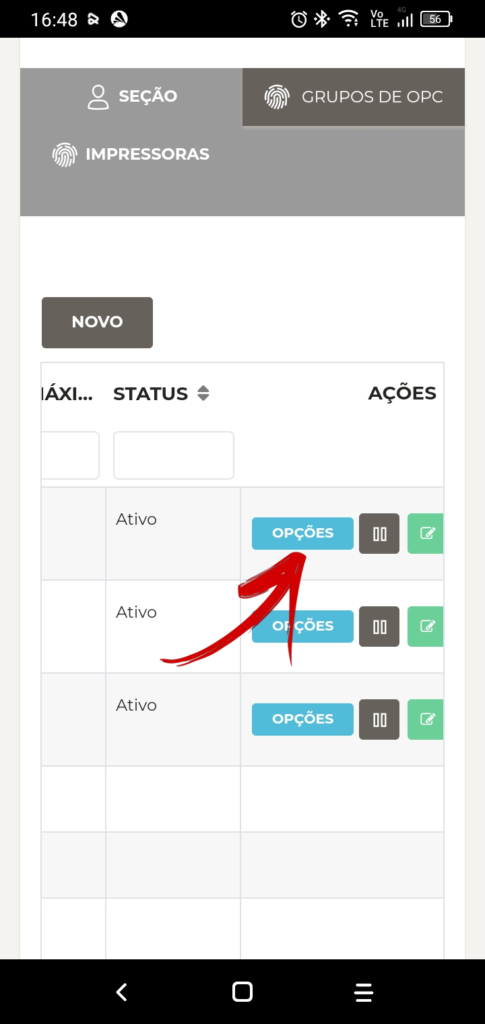 16:48
Vo LTE 4G 56
SEÇÃO
GRUPOS DE OPC
IMPRESSORAS
NOVO
ÁXI... STATUS AÇÕES
Ativo OPÇÕES
Ativo OPÇÕES
Ativo OPÇÕES